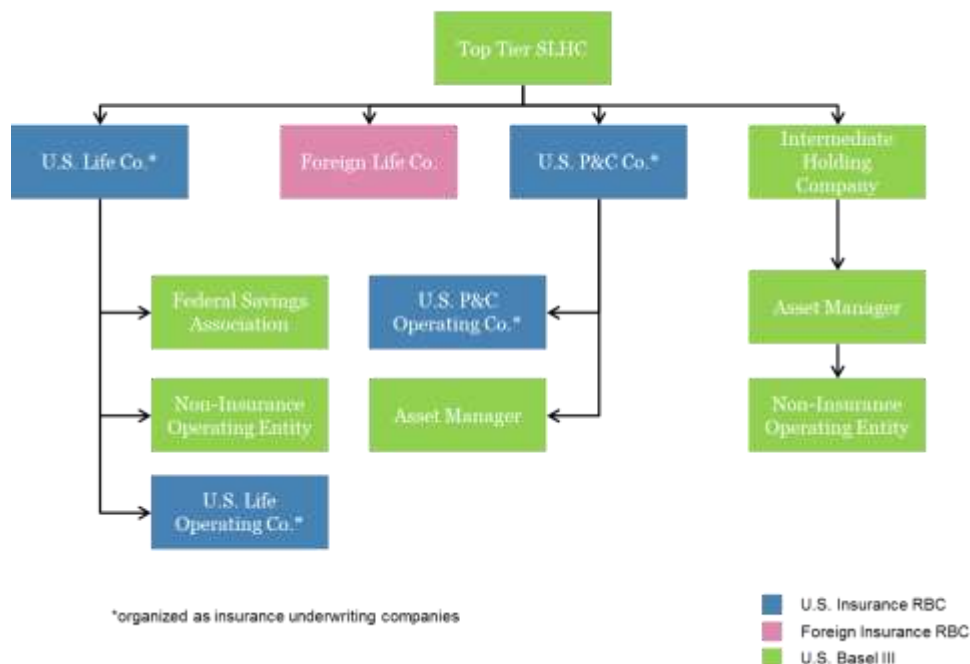 Top Tier SLHC
U.S. Life Co.*
Foreign Life Co.
U.S. P&C Co.*
Intermediate
Holding
Company
Federal Savings
Association
U.S. P&C
Operating Co.*
Asset Manager
Non-Insurance
Operating Entity
Asset Manager
Non-Insurance
Operating Entity
U.S. Life
Operating Co.*
*organized as insurance underwriting companies
U.S. Insurance RBC
Foreign Insurance RBC
U.S. Basel III